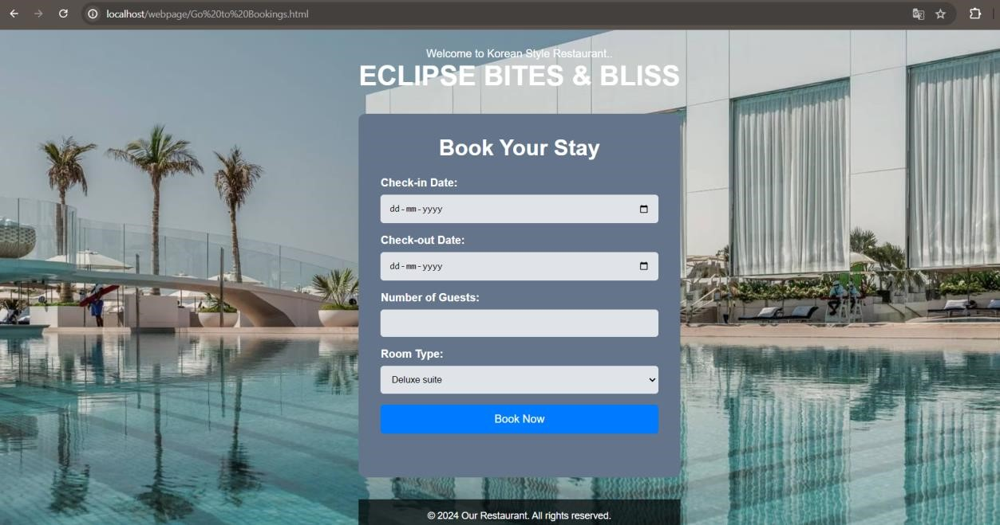 localhost/webpage/Go%20to%20Bookings.html
Welcome to Korean Style Restaurant..
ECLIPSE BITES & BLISS
Book Your Stay
Check-in Date:
dd-mm-yyyy
Check-out Date:
dd-mm-yyyy
Number of Guests:
Room Type:
Deluxe suite
Book Now
© 2024 Our Restaurant. All rights reserved.